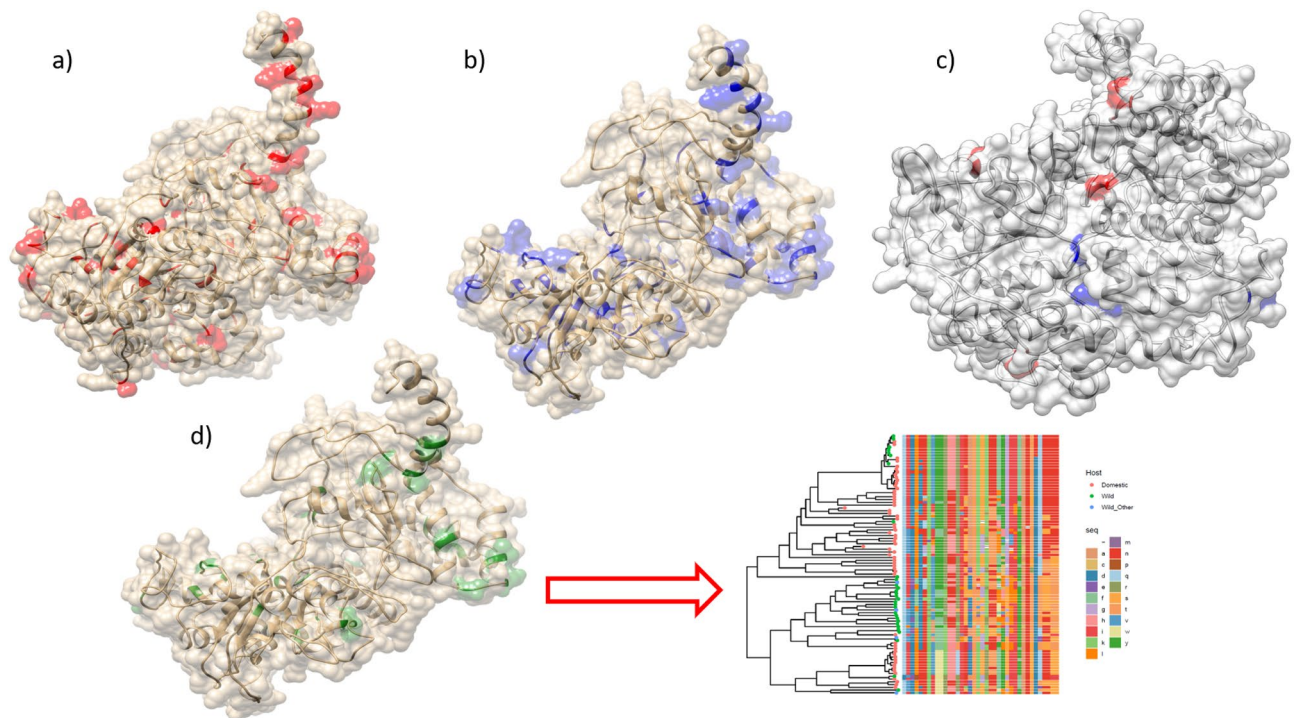 a)
b)
c)
d)
Host
Domestic
Wild
Wild_Other
seq
- m
a n
c p
d q
e r
f s
g t
h v
i w
k y
l